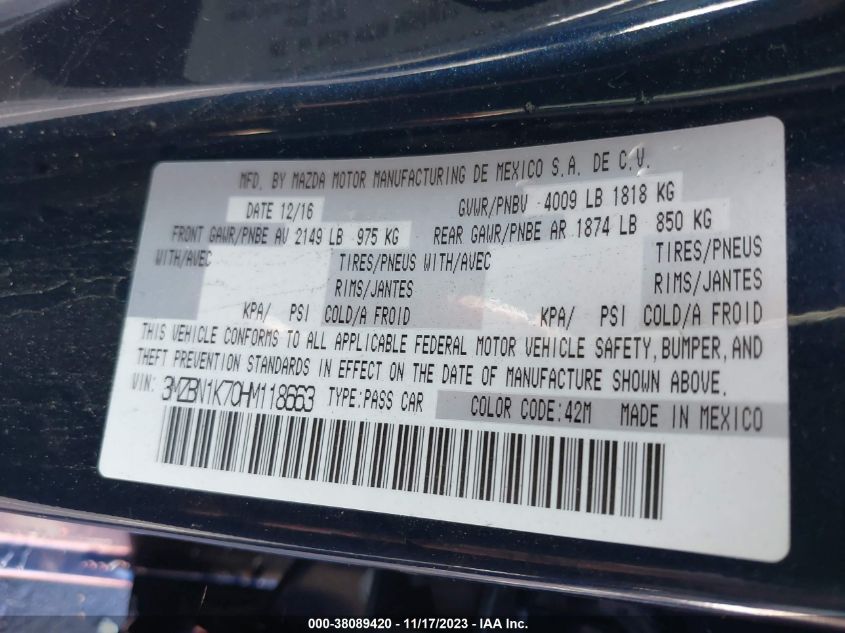 MFD. BY MAZDA MOTOR MANUFACTURING DE MEXICO S.A. DE C.V.
DATE 12/16 GVWR/PNBV 4009 LB 1818 KG
FRONT GAWR/PNBE AV 2149 LB 975 KG REAR GAWR/PNBE AR 1874 LB 850 KG
WITH/AVEC TIRES/PNEUS WITH/AVEC TIRES/PNEUS
RIMS/JANTES RIMS/JANTES
KPA/ PSI COLD/A FROID KPA/ PSI COLD/A FROID
THIS VEHICLE CONFORMS TO ALL APPLICABLE FEDERAL MOTOR VEHICLE SAFETY, BUMPER, AND
THEFT PREVENTION STANDARDS IN EFFECT ON THE DATE OF MANUFACTURE SHOWN ABOVE.
VIN: 3MZBN1K70HM118663 TYPE:PASS CAR COLOR CODE:42M MADE IN MEXICO
000-38089420 - 11/17/2023 - IAA Inc.